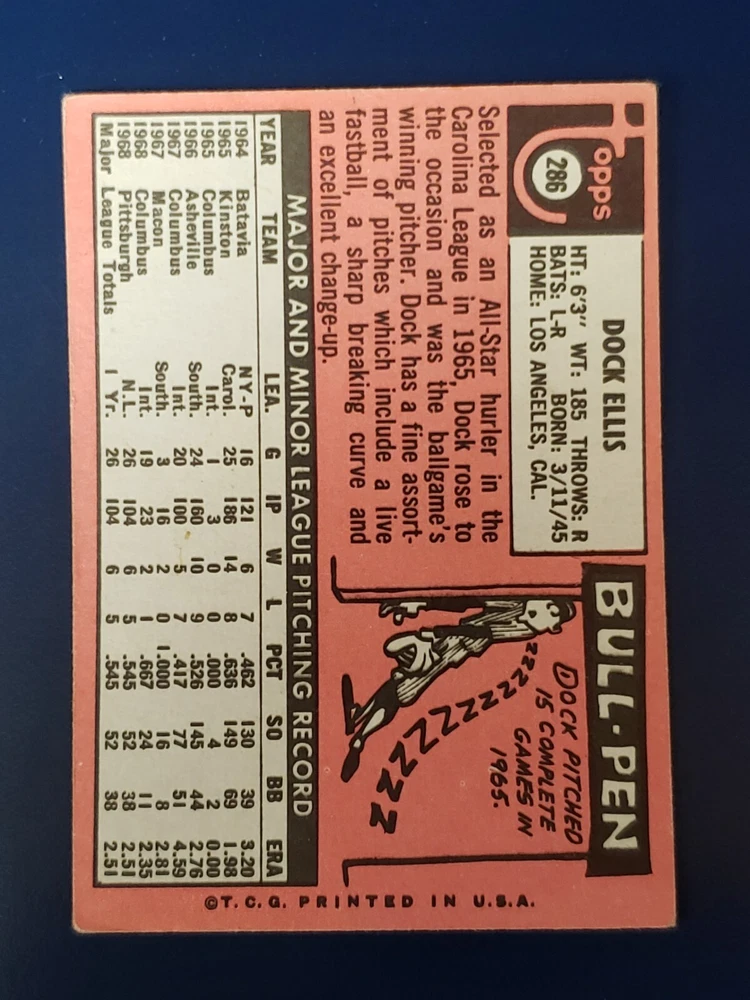 Topps
286
DOCK ELLIS
HT: 6'3" WT: 185 THROWS: R
BATS: L-R BORN: 3/11/45
HOME: LOS ANGELES, CAL.
Selected as an All-Star hurler in the
Carolina League in 1965, Dock rose to
the occasion and was the ballgame's
winning pitcher. Dock has a fine assort-
ment of pitches which include a live
fastball, a sharp breaking curve and
an excellent change-up.
BULL-PEN
DOCK PITCHED
15 COMPLETE
GAMES IN
1965.
ZZZZZZZZZZZZZ
MAJOR AND MINOR LEAGUE PITCHING RECORD
YEAR TEAM LEA. G IP W L PCT SO BB ERA
1964 Batavia NY-P 16 121 6 7 .462 130 39 3.20
1965 Kinston Carol. 25 186 14 8 .636 149 69 1.98
1965 Columbus Int. 1 3 0 0 .000 4 2 0.00
1966 Asheville South. 24 160 10 9 .526 145 44 2.76
1967 Columbus Int. 20 100 5 7 .417 77 51 4.59
1967 Macon South. 3 16 2 0 1.000 16 8 2.81
1968 Columbus Int. 19 23 2 1 .667 24 11 2.35
1968 Pittsburgh N.L. 26 104 6 5 .545 52 38 2.51
Major League Totals 1 Yr. 26 104 6 5 .545 52 38 2.51
©T.C.G. PRINTED IN U.S.A.